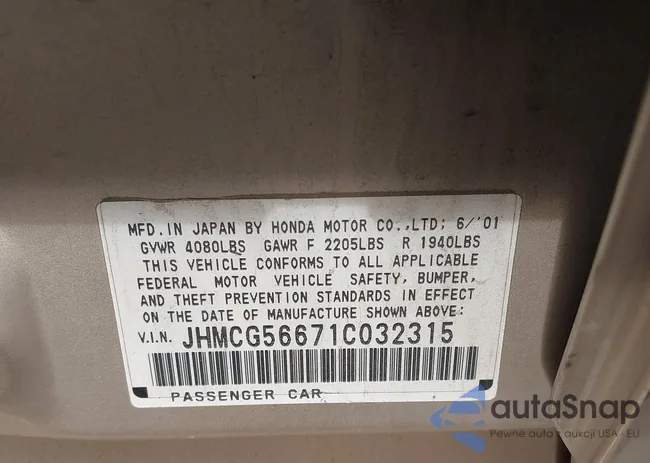 MFD. IN JAPAN BY HONDA MOTOR CO.,LTD; 6/'01
GVWR 4080LBS GAWR F 2205LBS R 1940LBS
THIS VEHICLE CONFORMS TO ALL APPLICABLE
FEDERAL MOTOR VEHICLE SAFETY, BUMPER,
AND THEFT PREVENTION STANDARDS IN EFFECT
ON THE DATE OF MANUFACTURE SHOWN ABOVE.
V.I.N. JHMCG56671C032315
PASSENGER CAR
autaSnap
Pewne auta z aukcji USA i EU